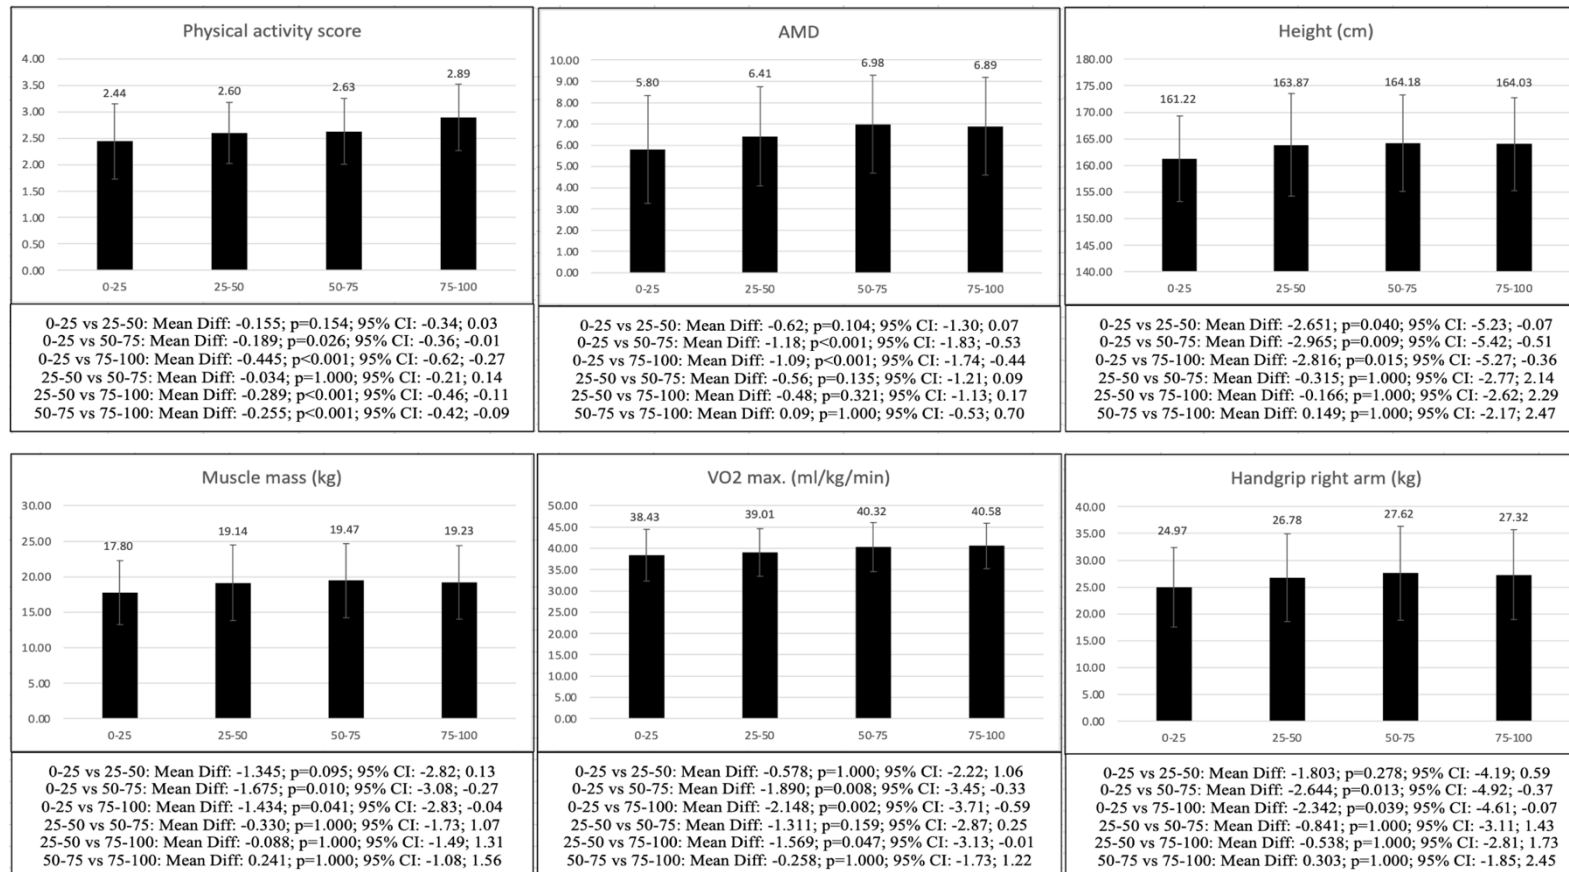 Physical activity score
4.00
3.50
3.00
2.50
2.00
1.50
1.00
0.50
0.00
2.44
2.60
2.63
2.89
0-25
25-50
50-75
75-100
0-25 vs 25-50: Mean Diff: -0.155; p=0.154; 95% CI: -0.34; 0.03
0-25 vs 50-75: Mean Diff: -0.189; p=0.026; 95% CI: -0.36; -0.01
0-25 vs 75-100: Mean Diff: -0.445; p<0.001; 95% CI: -0.62; -0.27
25-50 vs 50-75: Mean Diff: -0.034; p=1.000; 95% CI: -0.21; 0.14
25-50 vs 75-100: Mean Diff: -0.289; p<0.001; 95% CI: -0.46; -0.11
50-75 vs 75-100: Mean Diff: -0.255; p<0.001; 95% CI: -0.42; -0.09
AMD
10.00
9.00
8.00
7.00
6.00
5.00
4.00
3.00
2.00
1.00
0.00
5.80
6.41
6.98
6.89
0-25
25-50
50-75
75-100
0-25 vs 25-50: Mean Diff: -0.62; p=0.104; 95% CI: -1.30; 0.07
0-25 vs 50-75: Mean Diff: -1.18; p<0.001; 95% CI: -1.83; -0.53
0-25 vs 75-100: Mean Diff: -1.09; p<0.001; 95% CI: -1.74; -0.44
25-50 vs 50-75: Mean Diff: -0.56; p=0.135; 95% CI: -1.21; 0.09
25-50 vs 75-100: Mean Diff: -0.48; p=0.321; 95% CI: -1.13; 0.17
50-75 vs 75-100: Mean Diff: 0.09; p=1.000; 95% CI: -0.53; 0.70
Height (cm)
180.00
175.00
170.00
165.00
160.00
155.00
150.00
145.00
140.00
161.22
163.87
164.18
164.03
0-25
25-50
50-75
75-100
0-25 vs 25-50: Mean Diff: -2.651; p=0.040; 95% CI: -5.23; -0.07
0-25 vs 50-75: Mean Diff: -2.965; p=0.009; 95% CI: -5.42; -0.51
0-25 vs 75-100: Mean Diff: -2.816; p=0.015; 95% CI: -5.27; -0.36
25-50 vs 50-75: Mean Diff: -0.315; p=1.000; 95% CI: -2.77; 2.14
25-50 vs 75-100: Mean Diff: -0.166; p=1.000; 95% CI: -2.62; 2.29
50-75 vs 75-100: Mean Diff: 0.149; p=1.000; 95% CI: -2.17; 2.47
Muscle mass (kg)
30.00
25.00
20.00
15.00
10.00
5.00
0.00
17.80
19.14
19.47
19.23
0-25
25-50
50-75
75-100
0-25 vs 25-50: Mean Diff: -1.345; p=0.095; 95% CI: -2.82; 0.13
0-25 vs 50-75: Mean Diff: -1.675; p=0.010; 95% CI: -3.08; -0.27
0-25 vs 75-100: Mean Diff: -1.434; p=0.041; 95% CI: -2.83; -0.04
25-50 vs 50-75: Mean Diff: -0.330; p=1.000; 95% CI: -1.73; 1.07
25-50 vs 75-100: Mean Diff: -0.088; p=1.000; 95% CI: -1.49; 1.31
50-75 vs 75-100: Mean Diff: 0.241; p=1.000; 95% CI: -1.08; 1.56
VO2 max. (ml/kg/min)
50.00
45.00
40.00
35.00
30.00
25.00
20.00
15.00
10.00
5.00
0.00
38.43
39.01
40.32
40.58
0-25
25-50
50-75
75-100
0-25 vs 25-50: Mean Diff: -0.578; p=1.000; 95% CI: -2.22; 1.06
0-25 vs 50-75: Mean Diff: -1.890; p=0.008; 95% CI: -3.45; -0.33
0-25 vs 75-100: Mean Diff: -2.148; p=0.002; 95% CI: -3.71; -0.59
25-50 vs 50-75: Mean Diff: -1.311; p=0.159; 95% CI: -2.87; 0.25
25-50 vs 75-100: Mean Diff: -1.569; p=0.047; 95% CI: -3.13; -0.01
50-75 vs 75-100: Mean Diff: -0.258; p=1.000; 95% CI: -1.73; 1.22
Handgrip right arm (kg)
40.00
35.00
30.00
25.00
20.00
15.00
10.00
5.00
0.00
24.97
26.78
27.62
27.32
0-25
25-50
50-75
75-100
0-25 vs 25-50: Mean Diff: -1.803; p=0.278; 95% CI: -4.19; 0.59
0-25 vs 50-75: Mean Diff: -2.644; p=0.013; 95% CI: -4.92; -0.37
0-25 vs 75-100: Mean Diff: -2.342; p=0.039; 95% CI: -4.61; -0.07
25-50 vs 50-75: Mean Diff: -0.841; p=1.000; 95% CI: -3.11; 1.43
25-50 vs 75-100: Mean Diff: -0.538; p=1.000; 95% CI: -2.81; 1.73
50-75 vs 75-100: Mean Diff: 0.303; p=1.000; 95% CI: -1.85; 2.45